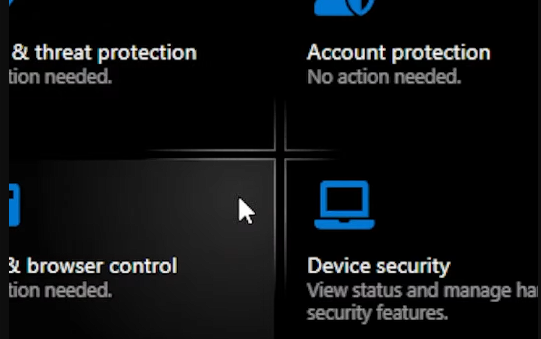 & threat protection
tion needed.
Account protection
No action needed.
& browser control
tion needed.
Device security
View status and manage ha
security features.